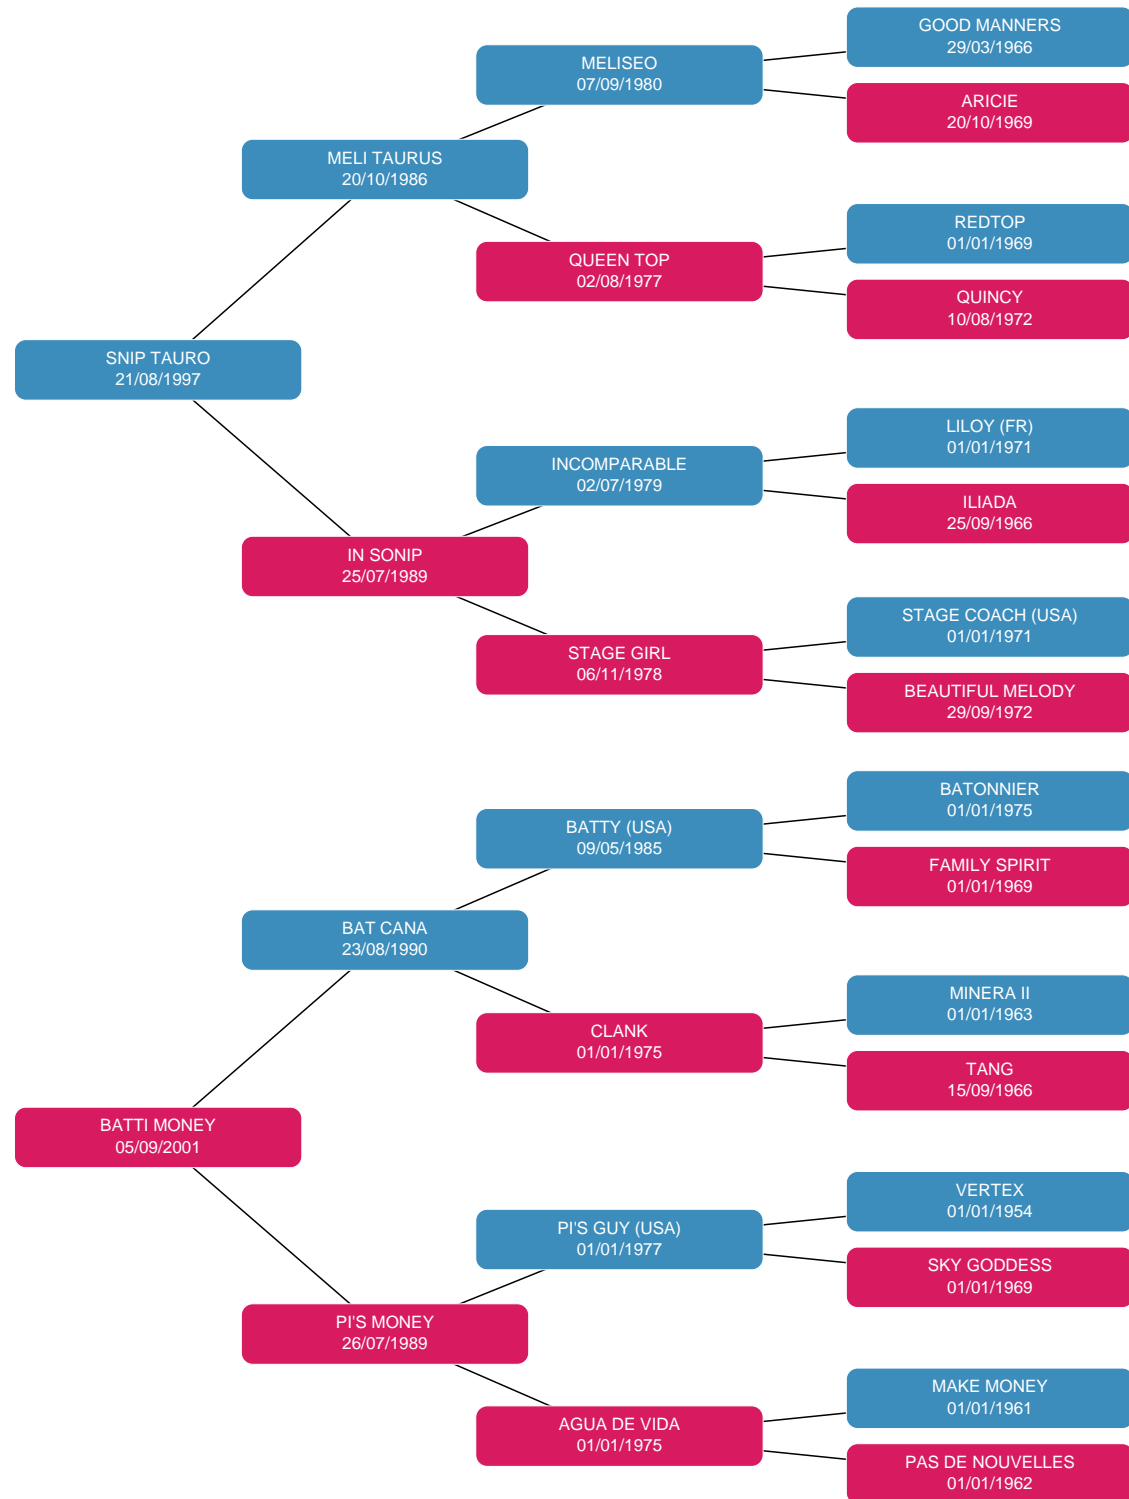 GOOD MANNERS
29/03/1966
MELISEO
07/09/1980
ARICIE
20/10/1969
MELI TAURUS
20/10/1986
REDTOP
01/01/1969
QUEEN TOP
02/08/1977
QUINCY
10/08/1972
SNIP TAURO
21/08/1997
LILOY (FR)
01/01/1971
INCOMPARABLE
02/07/1979
ILIADA
25/09/1966
IN SONIP
25/07/1989
STAGE COACH (USA)
01/01/1971
STAGE GIRL
06/11/1978
BEAUTIFUL MELODY
29/09/1972
BATONNIER
01/01/1975
BATTY (USA)
09/05/1985
FAMILY SPIRIT
01/01/1969
BAT CANA
23/08/1990
MINERA II
01/01/1963
CLANK
01/01/1975
TANG
15/09/1966
BATTI MONEY
05/09/2001
VERTEX
01/01/1954
PI'S GUY (USA)
01/01/1977
SKY GODDESS
01/01/1969
PI'S MONEY
26/07/1989
MAKE MONEY
01/01/1961
AGUA DE VIDA
01/01/1975
PAS DE NOUVELLES
01/01/1962